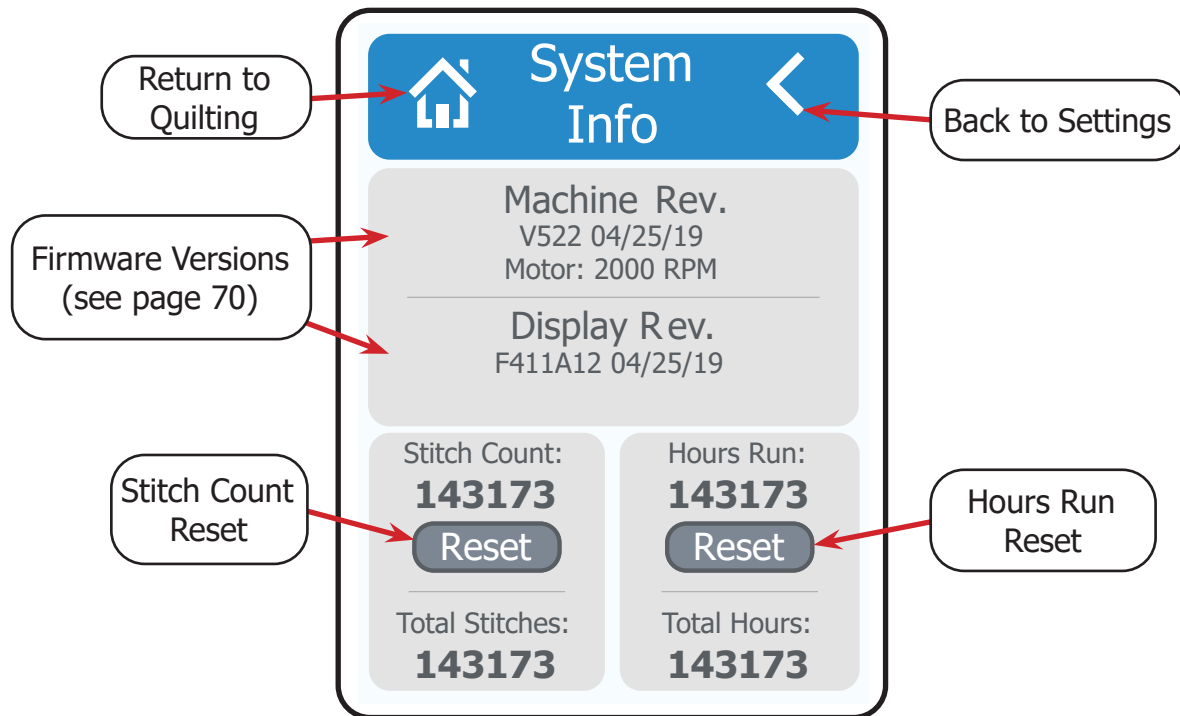 Return to
Quilting
System
Info
Back to Settings
Firmware Versions
(see page 70)
Machine Rev.
V522 04/25/19
Motor: 2000 RPM
Display Rev.
F411A12 04/25/19
Stitch Count
Reset
Stitch Count:
143173
Reset
Total Stitches:
143173
Hours Run:
143173
Reset
Total Hours:
143173
Hours Run
Reset